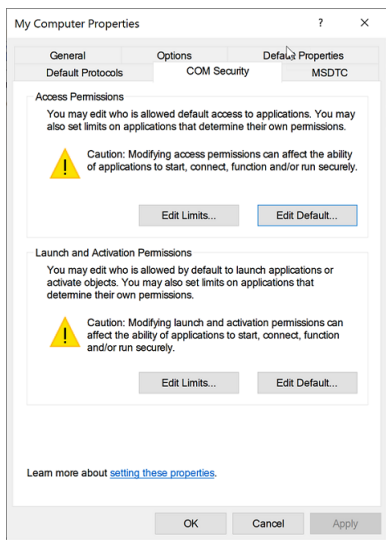 My Computer Properties ? ×
General Options Default Properties
Default Protocols COM Security MSDTC
Access Permissions
You may edit who is allowed default access to applications. You may
also set limits on applications that determine their own permissions.
Caution: Modifying access permissions can affect the ability
of applications to start, connect, function and/or run securely.
Edit Limits... Edit Default...
Launch and Activation Permissions
You may edit who is allowed by default to launch applications or
activate objects. You may also set limits on applications that
determine their own permissions.
Caution: Modifying launch and activation permissions can
affect the ability of applications to start, connect, function
and/or run securely.
Edit Limits... Edit Default...
Learn more about setting these properties.
OK Cancel Apply